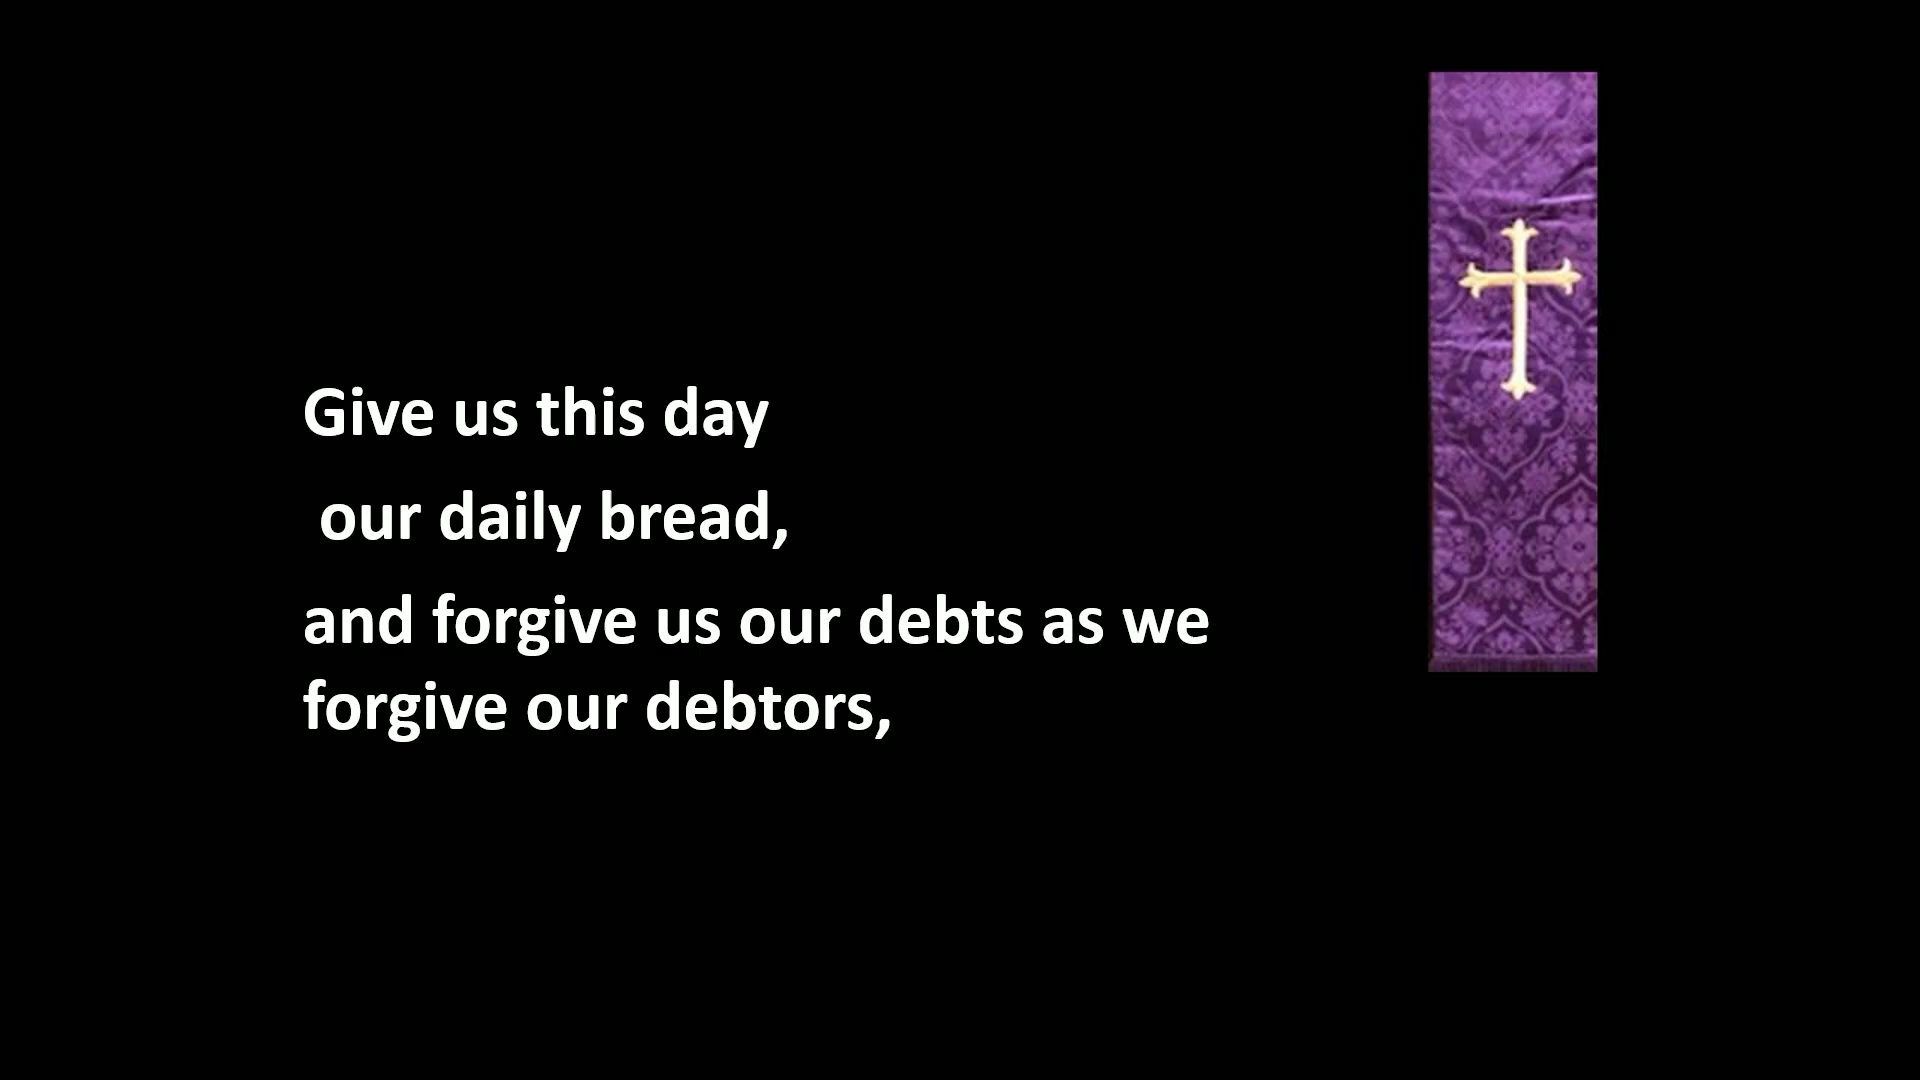 Give us this day
our daily bread,
and forgive us our debts as we
forgive our debtors,